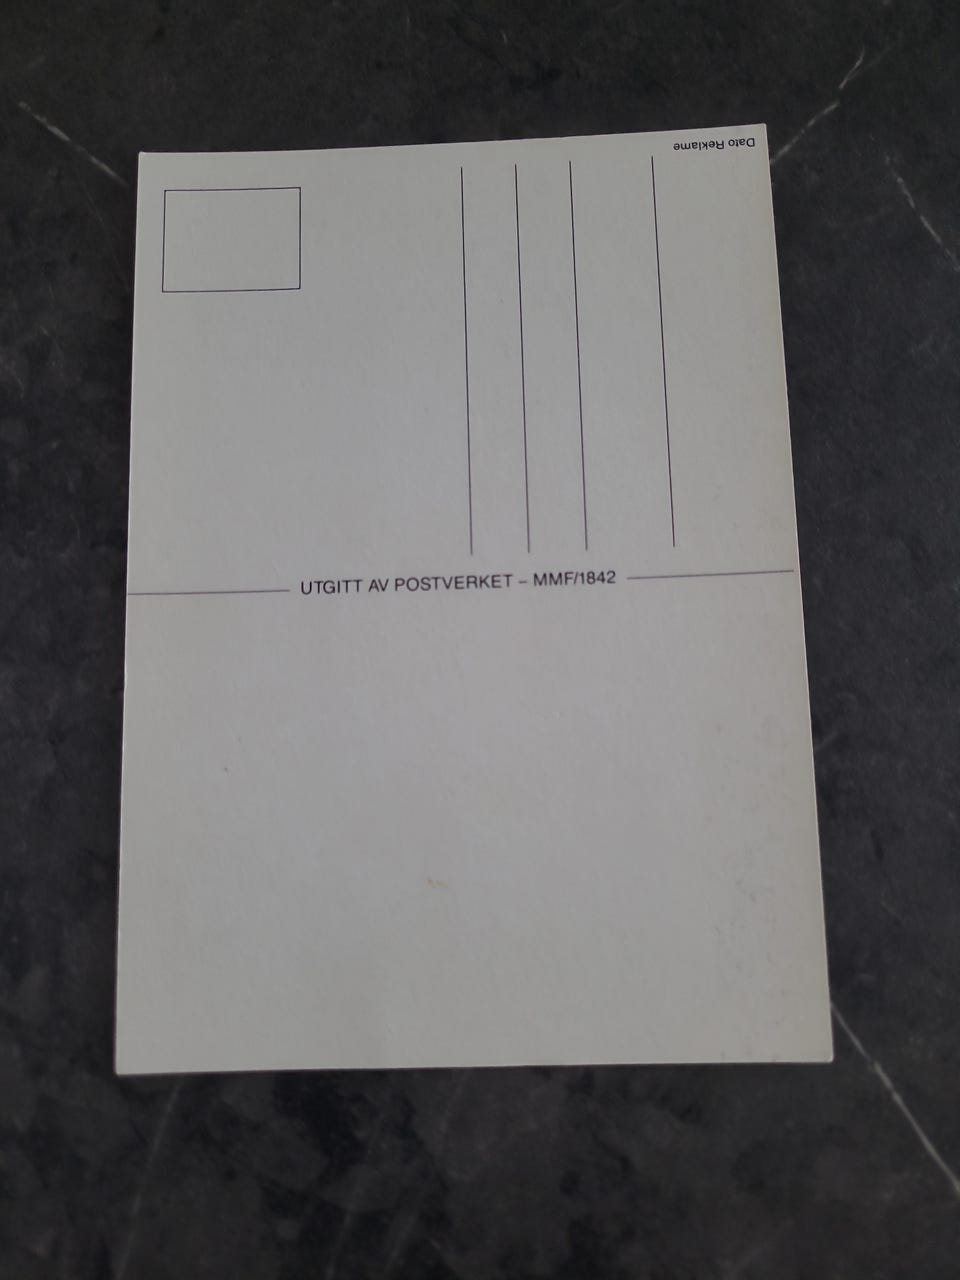 Dato Reklame
UTGITT AV POSTVERKET – MMF/1842